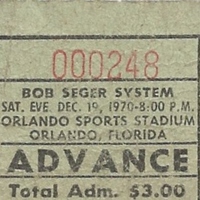 000248
BOB SEGER SYSTEM
SAT. EVE. DEC. 19, 1970-8:00 P.M.
ORLANDO SPORTS STADIUM
ORLANDO, FLORIDA
ADVANCE
Total Adm. $3.00